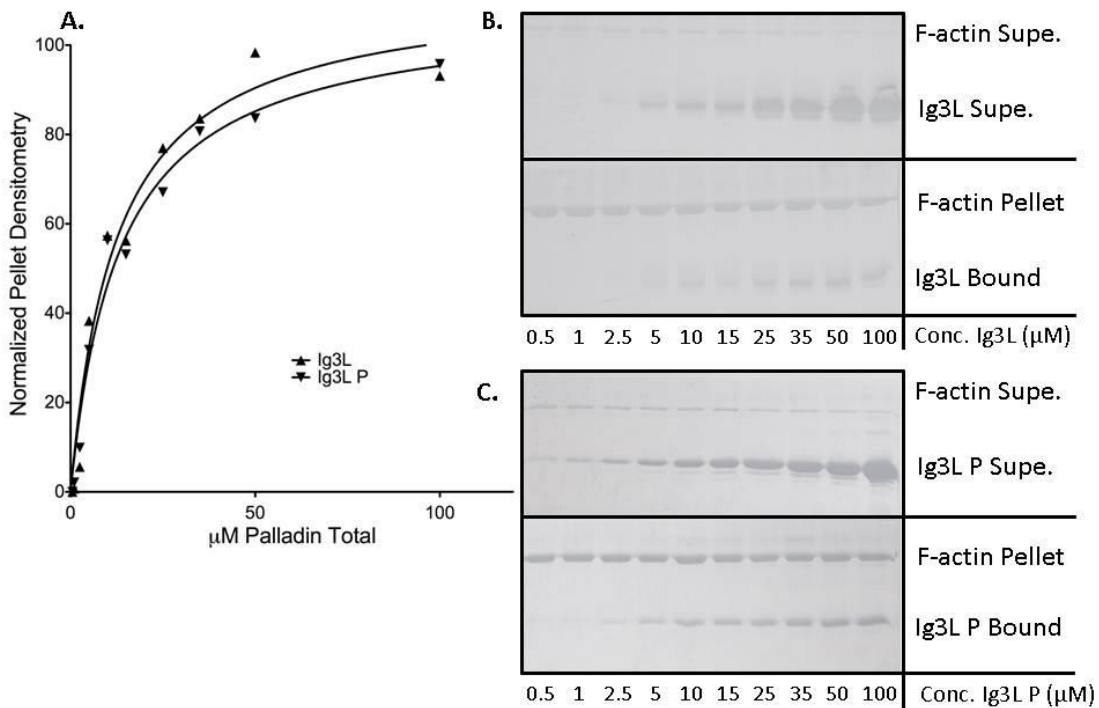 A.
100
80
60
40
20
0
Normalized Pellet Densitometry
0 50 100
μM Palladin Total
Ig3L
Ig3L P
B.
F-actin Supe.
Ig3L Supe.
F-actin Pellet
Ig3L Bound
0.5 1 2.5 5 10 15 25 35 50 100 Conc. Ig3L (μM)
C.
F-actin Supe.
Ig3L P Supe.
F-actin Pellet
Ig3L P Bound
0.5 1 2.5 5 10 15 25 35 50 100 Conc. Ig3L P (μM)